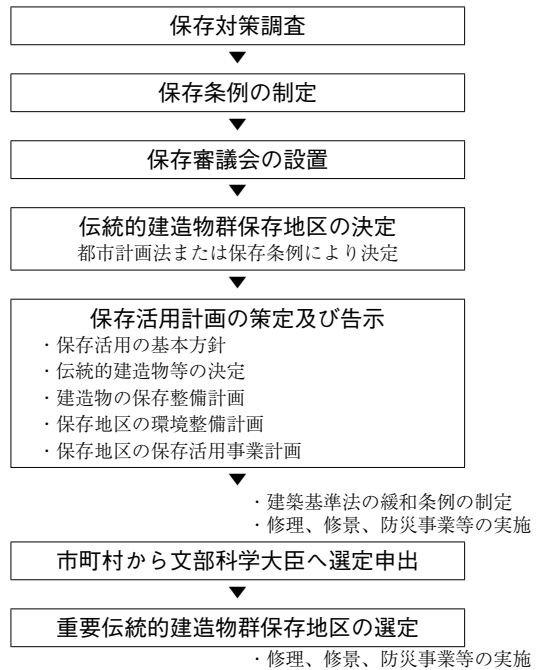 保存対策調査
▼
保存条例の制定
▼
保存審議会の設置
▼
伝統的建造物群保存地区の決定
都市計画法または保存条例により決定
▼
保存活用計画の策定及び告示
・保存活用の基本方針
・伝統的建造物等の決定
・建造物の保存整備計画
・保存地区の環境整備計画
・保存地区の保存活用事業計画
▼
・建築基準法の緩和条例の制定
・修理、修景、防災事業等の実施
市町村から文部科学大臣へ選定申出
▼
重要伝統的建造物群保存地区の選定
・修理、修景、防災事業等の実施